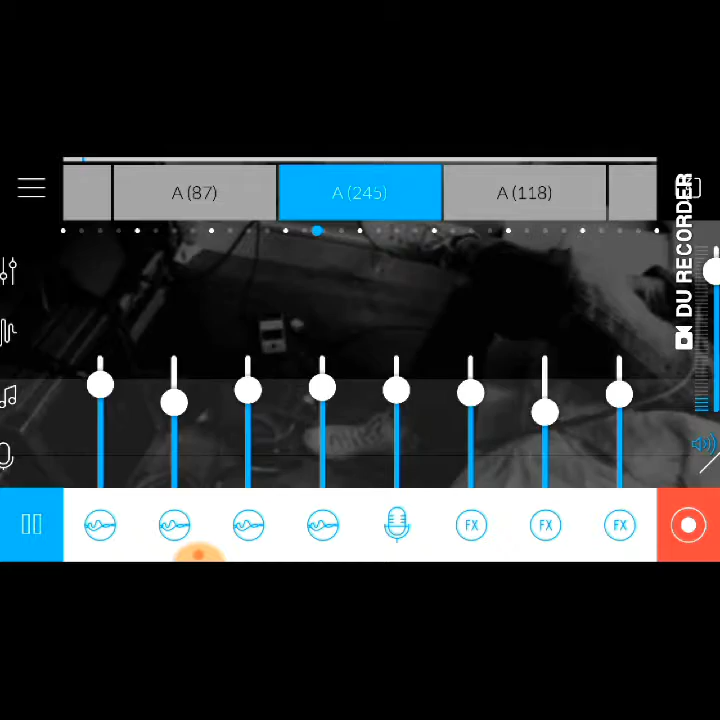 A (87)
A (245)
A (118)
DU RECORDER
FX
FX
FX